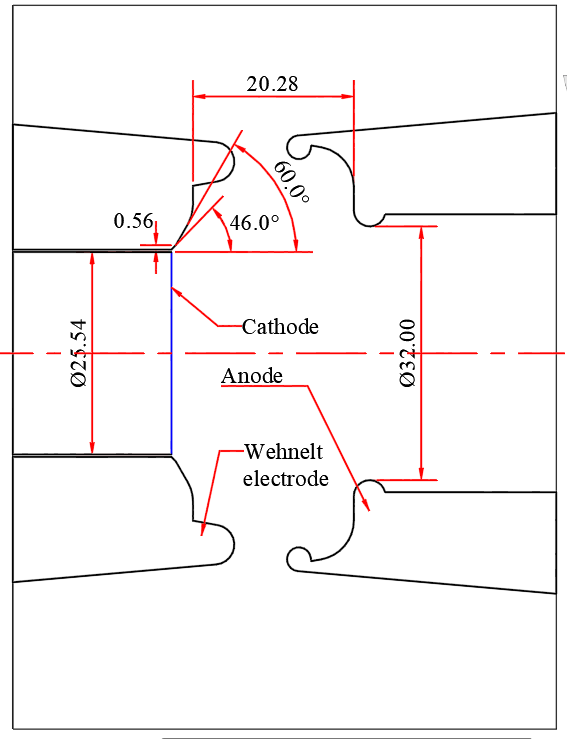 20.28
60.0°
0.56
46.0°
Cathode
Ø25.54
Ø32.00
Anode
Wehnelt
electrode